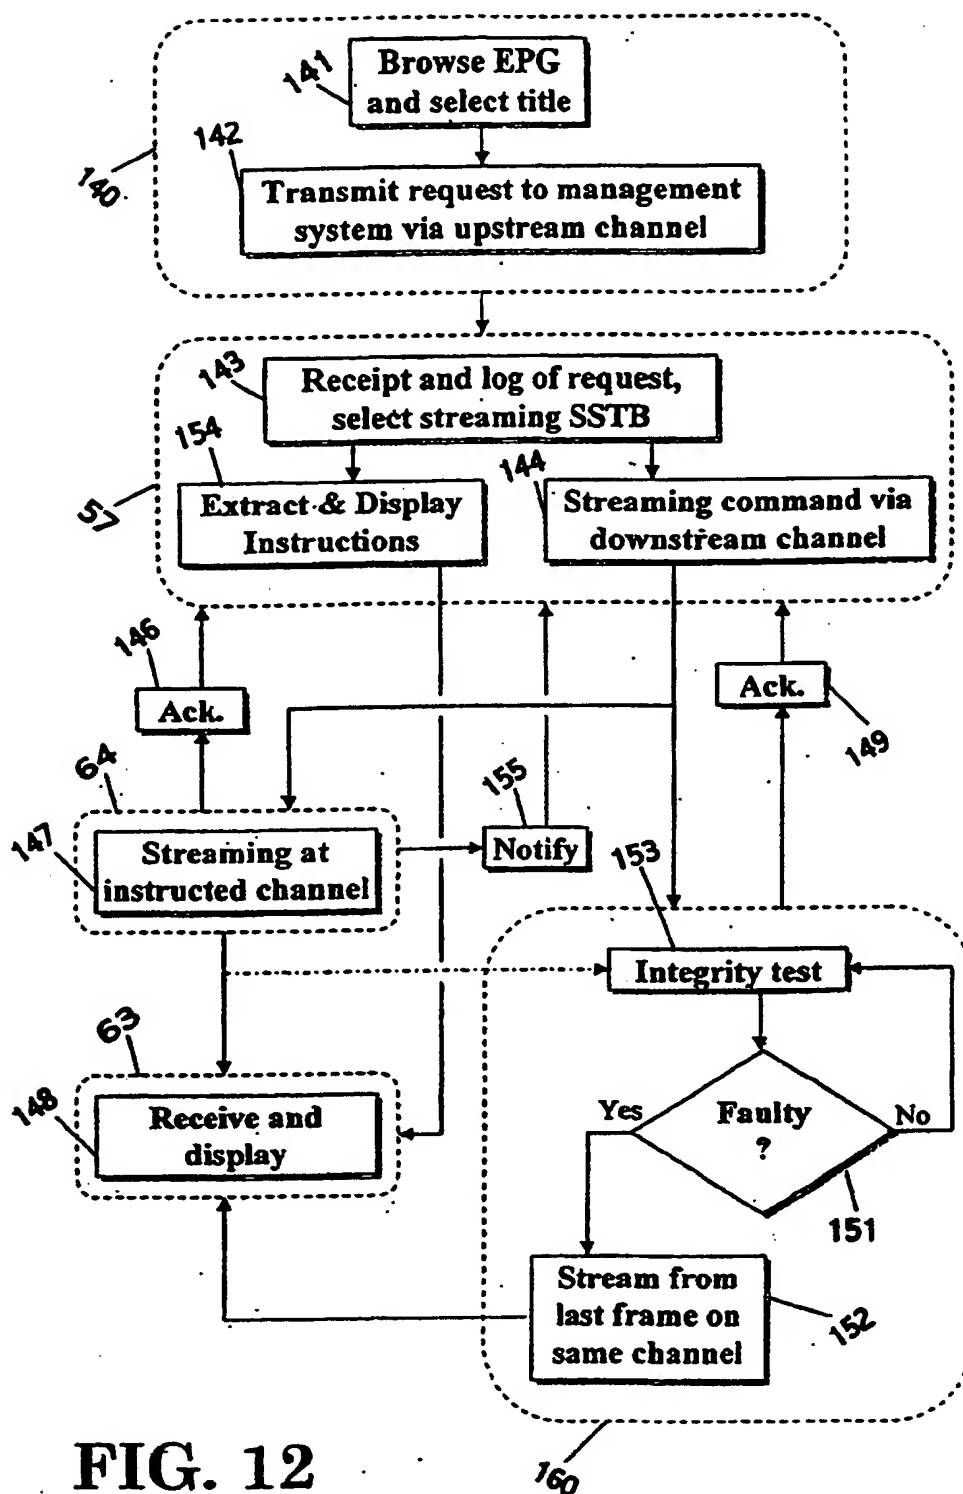 141
Browse EPG
and select title
142
140
Transmit request to management
system via upstream channel
143
Receipt and log of request,
select streaming SSTB
154
144
57
Extract & Display
Instructions
Streaming command via
downstream channel
146
Ack.
Ack.
149
64
155
147
Streaming at
instructed channel
Notify
153
Integrity test
63
148
Receive and
display
Yes
Faulty
?
No
151
Stream from
last frame on
same channel
152
FIG. 12
160